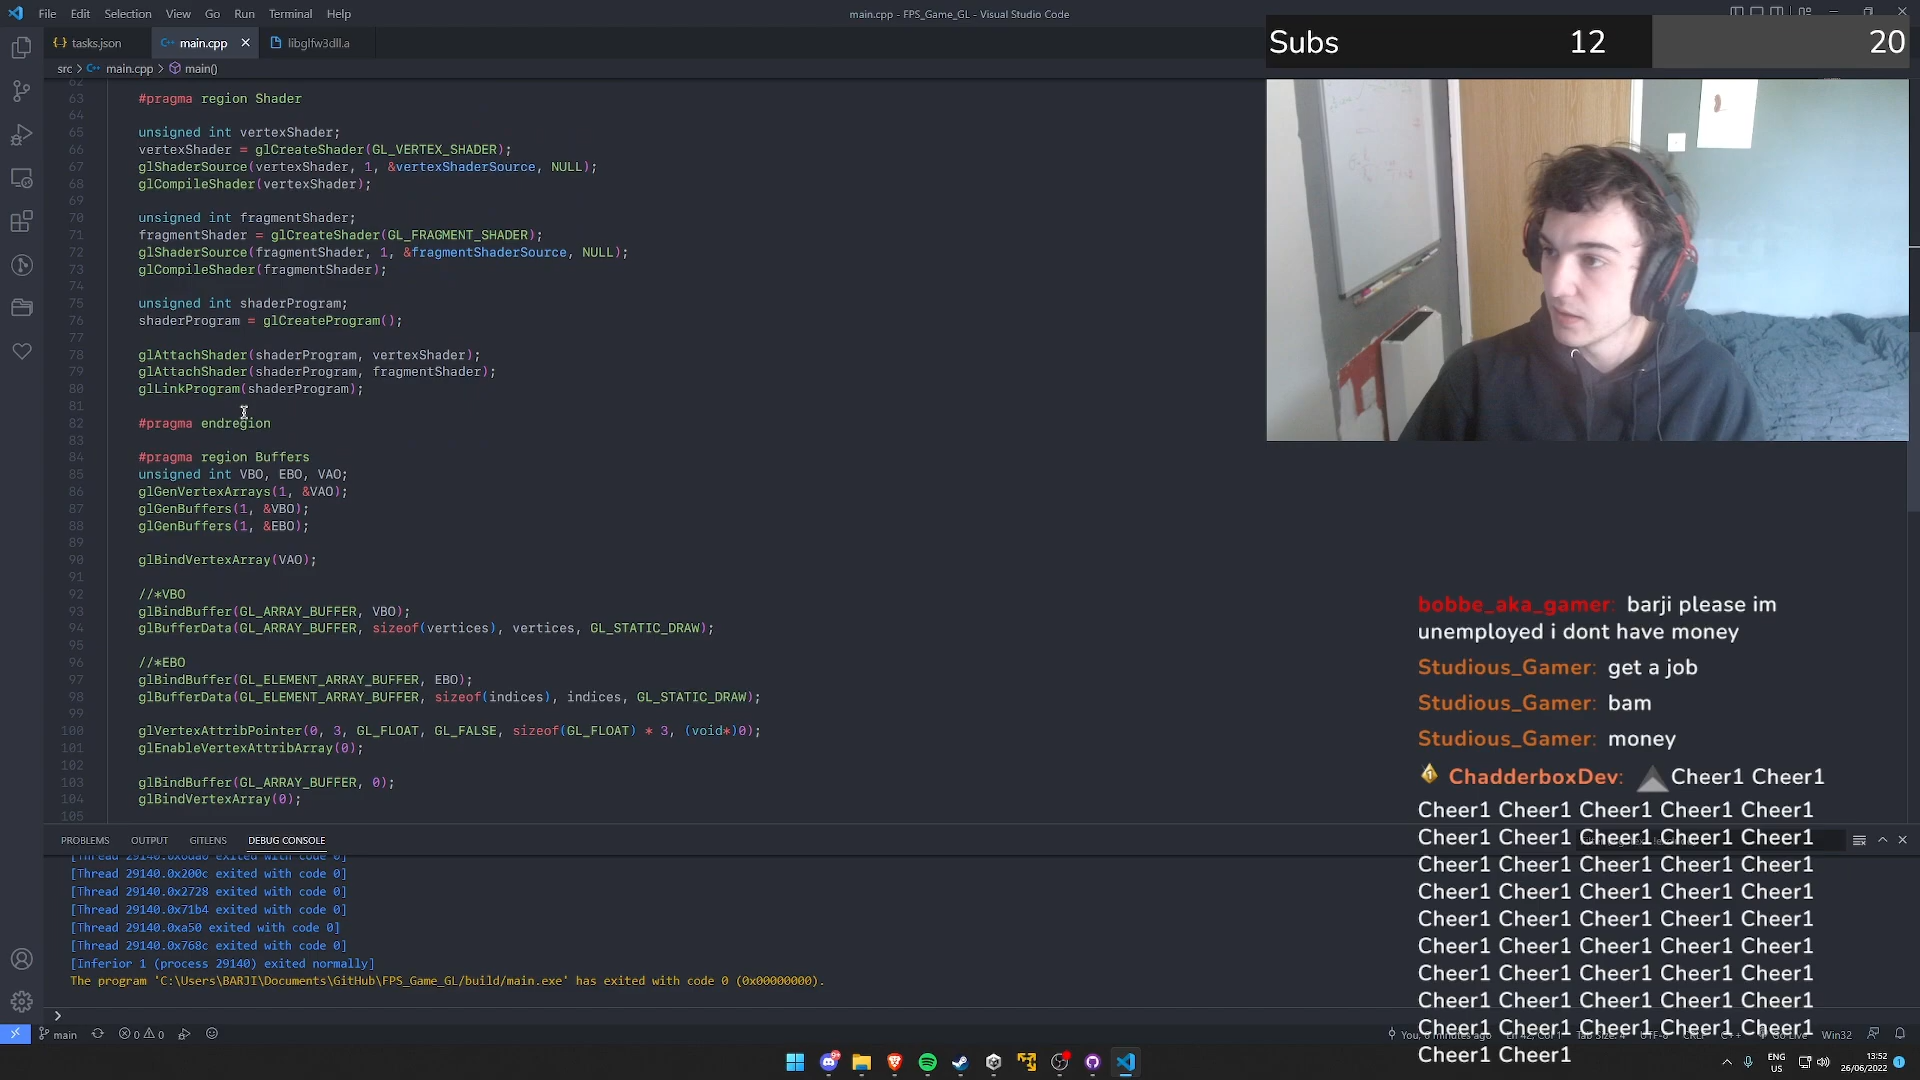 File Edit Selection View Go Run Terminal Help
main.cpp - FPS_Game_GL - Visual Studio Code
tasks.json
main.cpp
libglfw3dll.a
src > main.cpp > main()
Subs 12 20
62
63 #pragma region Shader
64
65 unsigned int vertexShader;
66 vertexShader = glCreateShader(GL_VERTEX_SHADER);
67 glShaderSource(vertexShader, 1, &vertexShaderSource, NULL);
68 glCompileShader(vertexShader);
69
70 unsigned int fragmentShader;
71 fragmentShader = glCreateShader(GL_FRAGMENT_SHADER);
72 glShaderSource(fragmentShader, 1, &fragmentShaderSource, NULL);
73 glCompileShader(fragmentShader);
74
75 unsigned int shaderProgram;
76 shaderProgram = glCreateProgram();
77
78 glAttachShader(shaderProgram, vertexShader);
79 glAttachShader(shaderProgram, fragmentShader);
80 glLinkProgram(shaderProgram);
81
82 #pragma endregion
83
84 #pragma region Buffers
85 unsigned int VBO, EBO, VAO;
86 glGenVertexArrays(1, &VAO);
87 glGenBuffers(1, &VBO);
88 glGenBuffers(1, &EBO);
89
90 glBindVertexArray(VAO);
91
92 //*VBO
93 glBindBuffer(GL_ARRAY_BUFFER, VBO);
94 glBufferData(GL_ARRAY_BUFFER, sizeof(vertices), vertices, GL_STATIC_DRAW);
95
96 //*EBO
97 glBindBuffer(GL_ELEMENT_ARRAY_BUFFER, EBO);
98 glBufferData(GL_ELEMENT_ARRAY_BUFFER, sizeof(indices), indices, GL_STATIC_DRAW);
99
100 glVertexAttribPointer(0, 3, GL_FLOAT, GL_FALSE, sizeof(GL_FLOAT) * 3, (void*)0);
101 glEnableVertexAttribArray(0);
102
103 glBindBuffer(GL_ARRAY_BUFFER, 0);
104 glBindVertexArray(0);
105
bobbe_aka_gamer: barji please im
unemployed i dont have money
Studious_Gamer: get a job
Studious_Gamer: bam
Studious_Gamer: money
ChadderboxDev: Cheer1 Cheer1
Cheer1 Cheer1 Cheer1 Cheer1 Cheer1
Cheer1 Cheer1 Cheer1 Cheer1 Cheer1
Cheer1 Cheer1 Cheer1 Cheer1 Cheer1
Cheer1 Cheer1 Cheer1 Cheer1 Cheer1
Cheer1 Cheer1 Cheer1 Cheer1 Cheer1
Cheer1 Cheer1 Cheer1 Cheer1 Cheer1
Cheer1 Cheer1 Cheer1 Cheer1 Cheer1
Cheer1 Cheer1 Cheer1 Cheer1 Cheer1
Cheer1 Cheer1 Cheer1 Cheer1 Cheer1
Cheer1 Cheer1
PROBLEMS OUTPUT GITLENS DEBUG CONSOLE
exited with code 0]
[Thread 29140.0x200c exited with code 0]
[Thread 29140.0x2728 exited with code 0]
[Thread 29140.0x71b4 exited with code 0]
[Thread 29140.0xa50 exited with code 0]
[Thread 29140.0x768c exited with code 0]
[Inferior 1 (process 29140) exited normally]
The program 'C:\Users\BARJI\Documents\GitHub\FPS_Game_GL/build/main.exe' has exited with code 0 (0x00000000).
main 0 0
Win32
ENG
US
13:52
26/06/2022
1